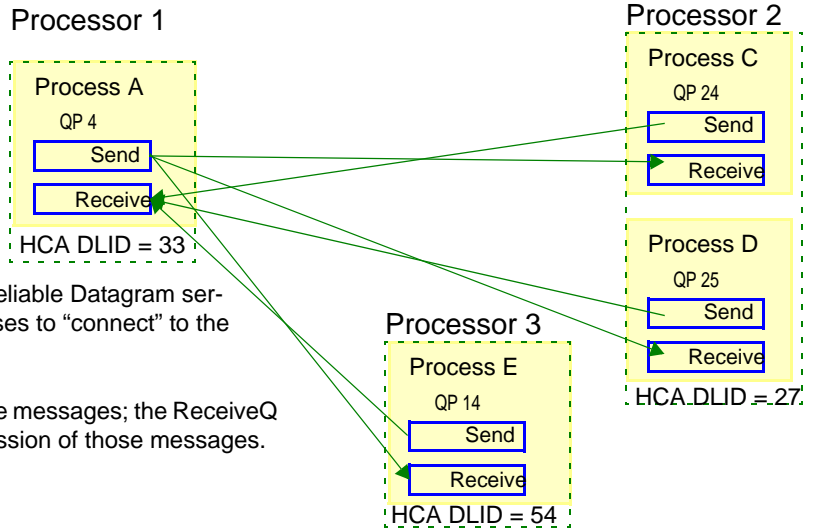 Processor 1
Processor 2
Process A
QP 4
Send
Receive
HCA DLID = 33
Process C
QP 24
Send
Receive
Process D
QP 25
Send
Receive
HCA DLID = 27
eliable Datagram ser-
ses to “connect” to the
e messages; the ReceiveQ
ssion of those messages.
Processor 3
Process E
QP 14
Send
Receive
HCA DLID = 54